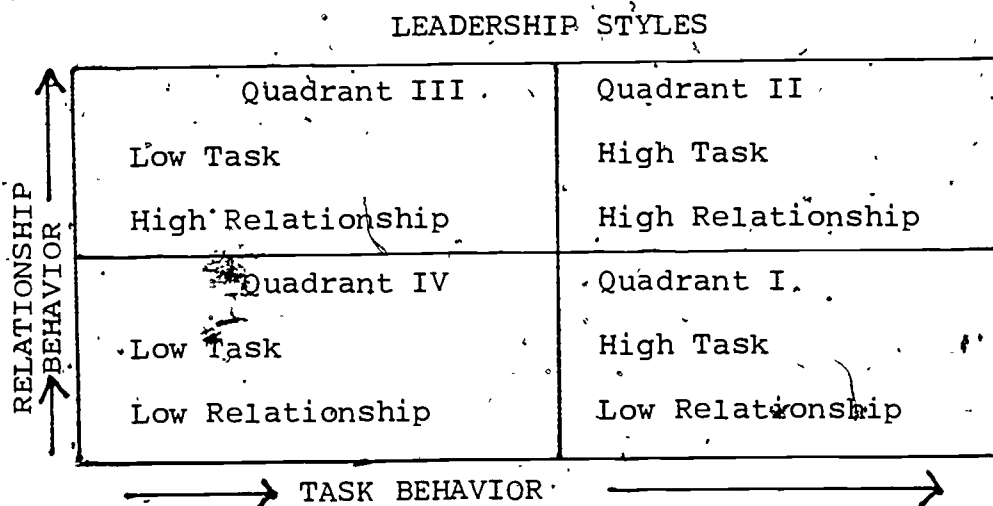 LEADERSHIP STYLES
Quadrant III
Low Task
High Relationship
Quadrant II
High Task
High Relationship
Quadrant IV
Low Task
Low Relationship
Quadrant I
High Task
Low Relationship
RELATIONSHIP
BEHAVIOR
TASK BEHAVIOR